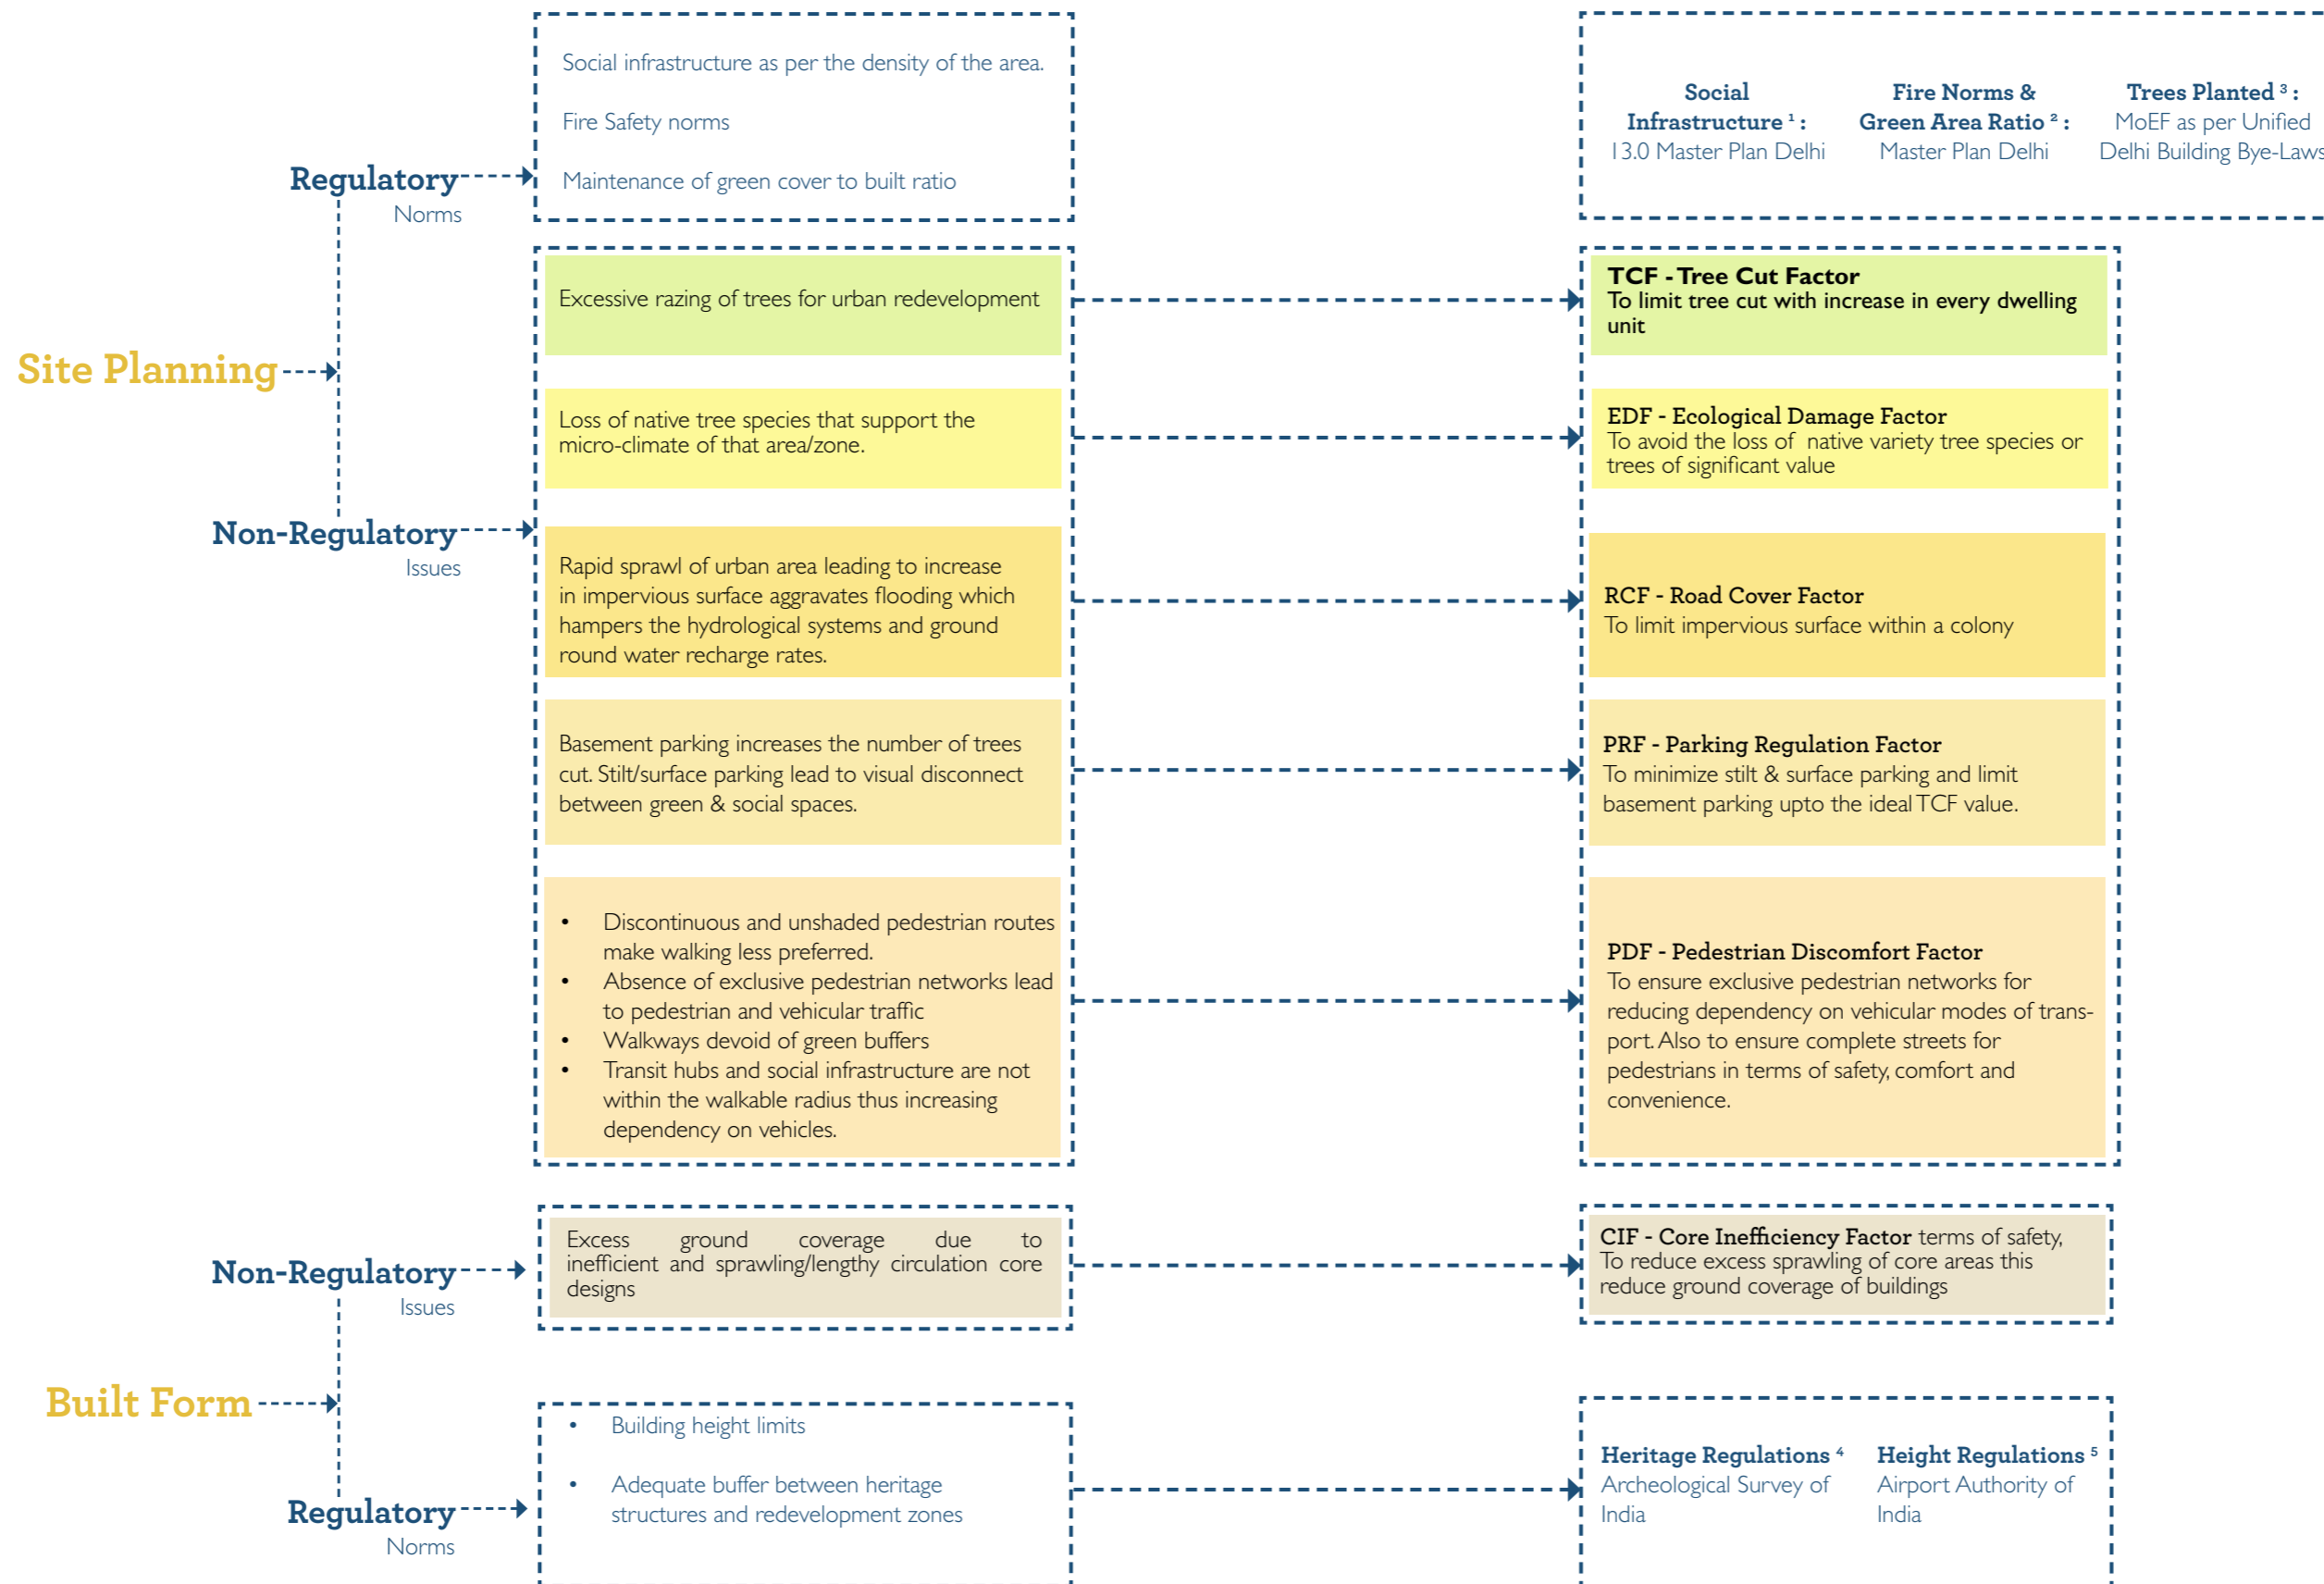 Site Planning
Regulatory
Norms
Social infrastructure as per the density of the area.
Fire Safety norms
Maintenance of green cover to built ratio
Social
Infrastructure ¹ :
13.0 Master Plan Delhi
Fire Norms &
Green Area Ratio ² :
Master Plan Delhi
Trees Planted ³ :
MoEF as per Unified
Delhi Building Bye-Laws
Non-Regulatory
Issues
Excessive razing of trees for urban redevelopment
TCF - Tree Cut Factor
To limit tree cut with increase in every dwelling
unit
Loss of native tree species that support the
micro-climate of that area/zone.
EDF - Ecological Damage Factor
To avoid the loss of native variety tree species or
trees of significant value
Rapid sprawl of urban area leading to increase
in impervious surface aggravates flooding which
hampers the hydrological systems and ground
round water recharge rates.
RCF - Road Cover Factor
To limit impervious surface within a colony
Basement parking increases the number of trees
cut. Stilt/surface parking lead to visual disconnect
between green & social spaces.
PRF - Parking Regulation Factor
To minimize stilt & surface parking and limit
basement parking upto the ideal TCF value.
• Discontinuous and unshaded pedestrian routes
make walking less preferred.
• Absence of exclusive pedestrian networks lead
to pedestrian and vehicular traffic
• Walkways devoid of green buffers
• Transit hubs and social infrastructure are not
within the walkable radius thus increasing
dependency on vehicles.
PDF - Pedestrian Discomfort Factor
To ensure exclusive pedestrian networks for
reducing dependency on vehicular modes of trans-
port. Also to ensure complete streets for
pedestrians in terms of safety, comfort and
convenience.
Built Form
Non-Regulatory
Issues
Excess ground coverage due to
inefficient and sprawling/lengthy circulation core
designs
CIF - Core Inefficiency Factor terms of safety,
To reduce excess sprawling of core areas this
reduce ground coverage of buildings
Regulatory
Norms
• Building height limits
• Adequate buffer between heritage
structures and redevelopment zones
Heritage Regulations ⁴
Archeological Survey of
India
Height Regulations ⁵
Airport Authority of
India